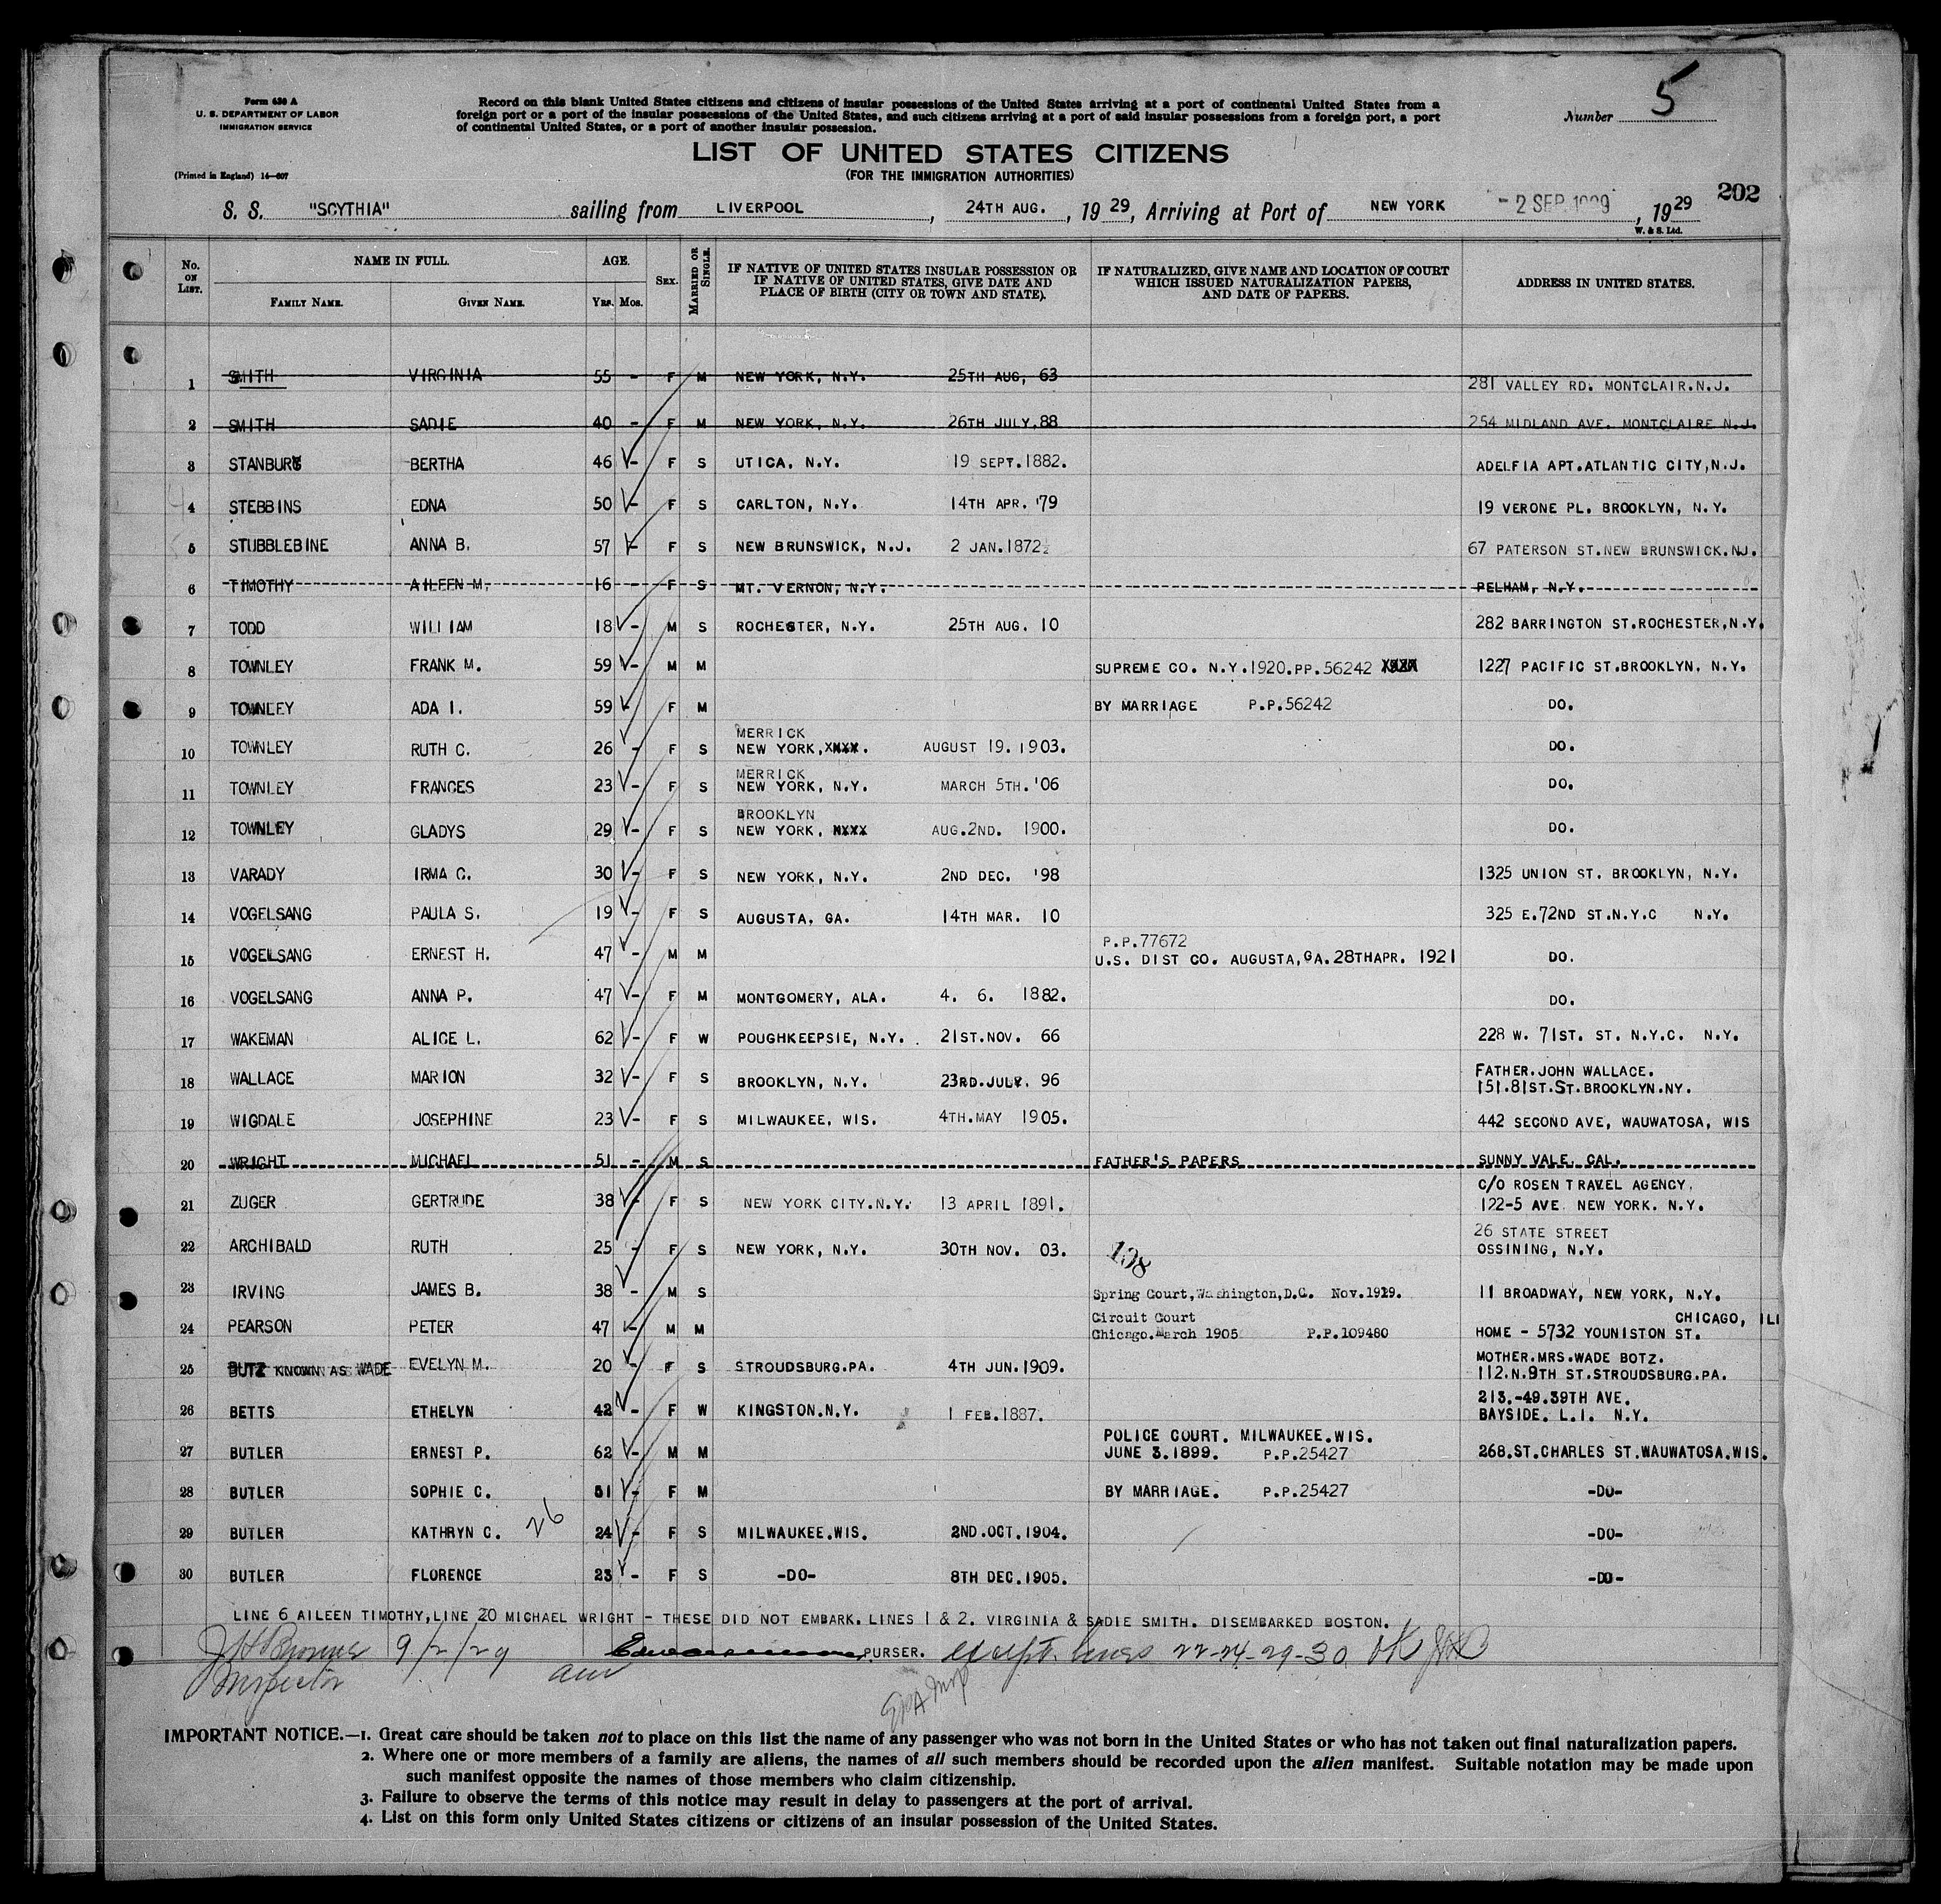 Form 630 A
U. S. DEPARTMENT OF LABOR
IMMIGRATION SERVICE
(Printed in England) 14—607
Record on this blank United States citizens and citizens of insular possessions of the United States arriving at a port of continental United States from a
foreign port or a port of the insular possessions of the United States, and such citizens arriving at a port of said insular possessions from a foreign port, a port
of continental United States, or a port of another insular possession.
Number 5
LIST OF UNITED STATES CITIZENS
(FOR THE IMMIGRATION AUTHORITIES)
202
S. S. "SCYTHIA" sailing from LIVERPOOL, 24TH AUG., 1929, Arriving at Port of NEW YORK - 2 SEP 1929, 1929
W. & S. Ltd.
No. ON LIST. NAME IN FULL. FAMILY NAME. GIVEN NAME. AGE. YRS. MOS. SEX. MARRIED OR SINGLE. IF NATIVE OF UNITED STATES INSULAR POSSESSION OR IF NATIVE OF UNITED STATES, GIVE DATE AND PLACE OF BIRTH (CITY OR TOWN AND STATE). IF NATURALIZED, GIVE NAME AND LOCATION OF COURT WHICH ISSUED NATURALIZATION PAPERS, AND DATE OF PAPERS. ADDRESS IN UNITED STATES.
1 SMITH VIRGINIA 55 - F M NEW YORK, N.Y. 25TH AUG, 63 281 VALLEY RD. MONTCLAIR.N.J.
2 SMITH SADIE 40 - F M NEW YORK, N.Y. 26TH JULY,88 254 MIDLAND AVE. MONTCLAIRE N.J.
3 STANBURY BERTHA 46 - F S UTICA, N.Y. 19 SEPT.1882. ADELFIA APT.ATLANTIC CITY,N.J.
4 STEBBINS EDNA 50 - F S CARLTON, N.Y. 14TH APR. '79 19 VERONE PL. BROOKLYN, N.Y.
5 STUBBLEBINE ANNA B. 57 - F S NEW BRUNSWICK, N.J. 2 JAN.1872. 67 PATERSON ST.NEW BRUNSWICK.NJ.
6 TIMOTHY AILEEN M. 16 - F S MT. VERNON, N.Y. PELHAM, N.Y.
7 TODD WILLIAM 18 - M S ROCHESTER, N.Y. 25TH AUG. 10 282 BARRINGTON ST.ROCHESTER,N.Y.
8 TOWNLEY FRANK M. 59 - M M SUPREME CO. N.Y.1920.PP.56242 1227 PACIFIC ST.BROOKLYN, N.Y.
9 TOWNLEY ADA I. 59 - F M BY MARRIAGE P.P.56242 DO.
MERRICK
10 TOWNLEY RUTH C. 26 - F S NEW YORK,XXXX. AUGUST 19. 1903. DO.
MERRICK
11 TOWNLEY FRANCES 23 - F S NEW YORK, N.Y. MARCH 5TH. '06 DO.
BROOKLYN
12 TOWNLEY GLADYS 29 - F S NEW YORK, XXXX AUG.2ND. 1900. DO.
13 VARADY IRMA C. 30 - F S NEW YORK, N.Y. 2ND DEC. '98 1325 UNION ST. BROOKLYN, N.Y.
14 VOGELSANG PAULA S. 19 - F S AUGUSTA, GA. 14TH MAR. 10 325 E.72ND ST.N.Y.C N.Y.
P.P.77672
15 VOGELSANG ERNEST H. 47 - M M U.S. DIST CO. AUGUSTA,GA.28THAPR. 1921 DO.
16 VOGELSANG ANNA P. 47 - F M MONTGOMERY, ALA. 4. 6. 1882. DO.
17 WAKEMAN ALICE L. 62 - F W POUGHKEEPSIE, N.Y. 21ST.NOV. 66 228 W. 71ST. ST. N.Y.C. N.Y.
FATHER.JOHN WALLACE.
18 WALLACE MARION 32 - F S BROOKLYN, N.Y. 23RD.JULY. 96 151.81ST.ST.BROOKLYN.NY.
19 WIGDALE JOSEPHINE 23 - F S MILWAUKEE, WIS. 4TH.MAY 1905. 442 SECOND AVE, WAUWATOSA, WIS
20 WRIGHT MICHAEL 51 - M S FATHER'S PAPERS SUNNY VALE, CAL.
C/O ROSEN TRAVEL AGENCY,
21 ZUGER GERTRUDE 38 - F S NEW YORK CITY.N.Y. 13 APRIL 1891. 122-5 AVE. NEW YORK. N.Y.
26 STATE STREET
22 ARCHIBALD RUTH 25 - F S NEW YORK, N.Y. 30TH NOV. 03. OSSINING, N.Y.
198
23 IRVING JAMES B. 38 - M S Spring Court,Washington,D.C. Nov.1919. 11 BROADWAY, NEW YORK, N.Y.
Circuit Court CHICAGO, ILL
24 PEARSON PETER 47 - M M Chicago.March 1905 P.P.109480 HOME - 5732 YOUNISTON ST.
MOTHER.MRS.WADE BOTZ.
25 BUTZ KNOWN AS WADE EVELYN M. 20 - F S STROUDSBURG.PA. 4TH JUN.1909. 112.N.9TH ST.STROUDSBURG.PA.
213.-49.39TH AVE.
26 BETTS ETHELYN 42 - F W KINGSTON.N.Y. 1 FEB.1887. BAYSIDE. L.I. N.Y.
POLICE COURT. MILWAUKEE.WIS.
27 BUTLER ERNEST P. 62 - M M JUNE 3.1899. P.P.25427 268.ST.CHARLES ST.WAUWATOSA.WIS.
28 BUTLER SOPHIE C. 51 - F M BY MARRIAGE. P.P.25427 -DO-
29 BUTLER KATHRYN C. 26 24 - F S MILWAUKEE.WIS. 2ND.OCT.1904. -DO-
30 BUTLER FLORENCE 23 - F S -DO- 8TH DEC.1905. -DO-
LINE 6 AILEEN TIMOTHY,LINE 20 MICHAEL WRIGHT - THESE DID NOT EMBARK. LINES 1 & 2. VIRGINIA & SADIE SMITH. DISEMBARKED BOSTON.
9/2/29 PURSER. except lines 22-24-29-30 OK
Inspector
IMPORTANT NOTICE.—1. Great care should be taken not to place on this list the name of any passenger who was not born in the United States or who has not taken out final naturalization papers.
2. Where one or more members of a family are aliens, the names of all such members should be recorded upon the alien manifest. Suitable notation may be made upon
such manifest opposite the names of those members who claim citizenship.
3. Failure to observe the terms of this notice may result in delay to passengers at the port of arrival.
4. List on this form only United States citizens or citizens of an insular possession of the United States.